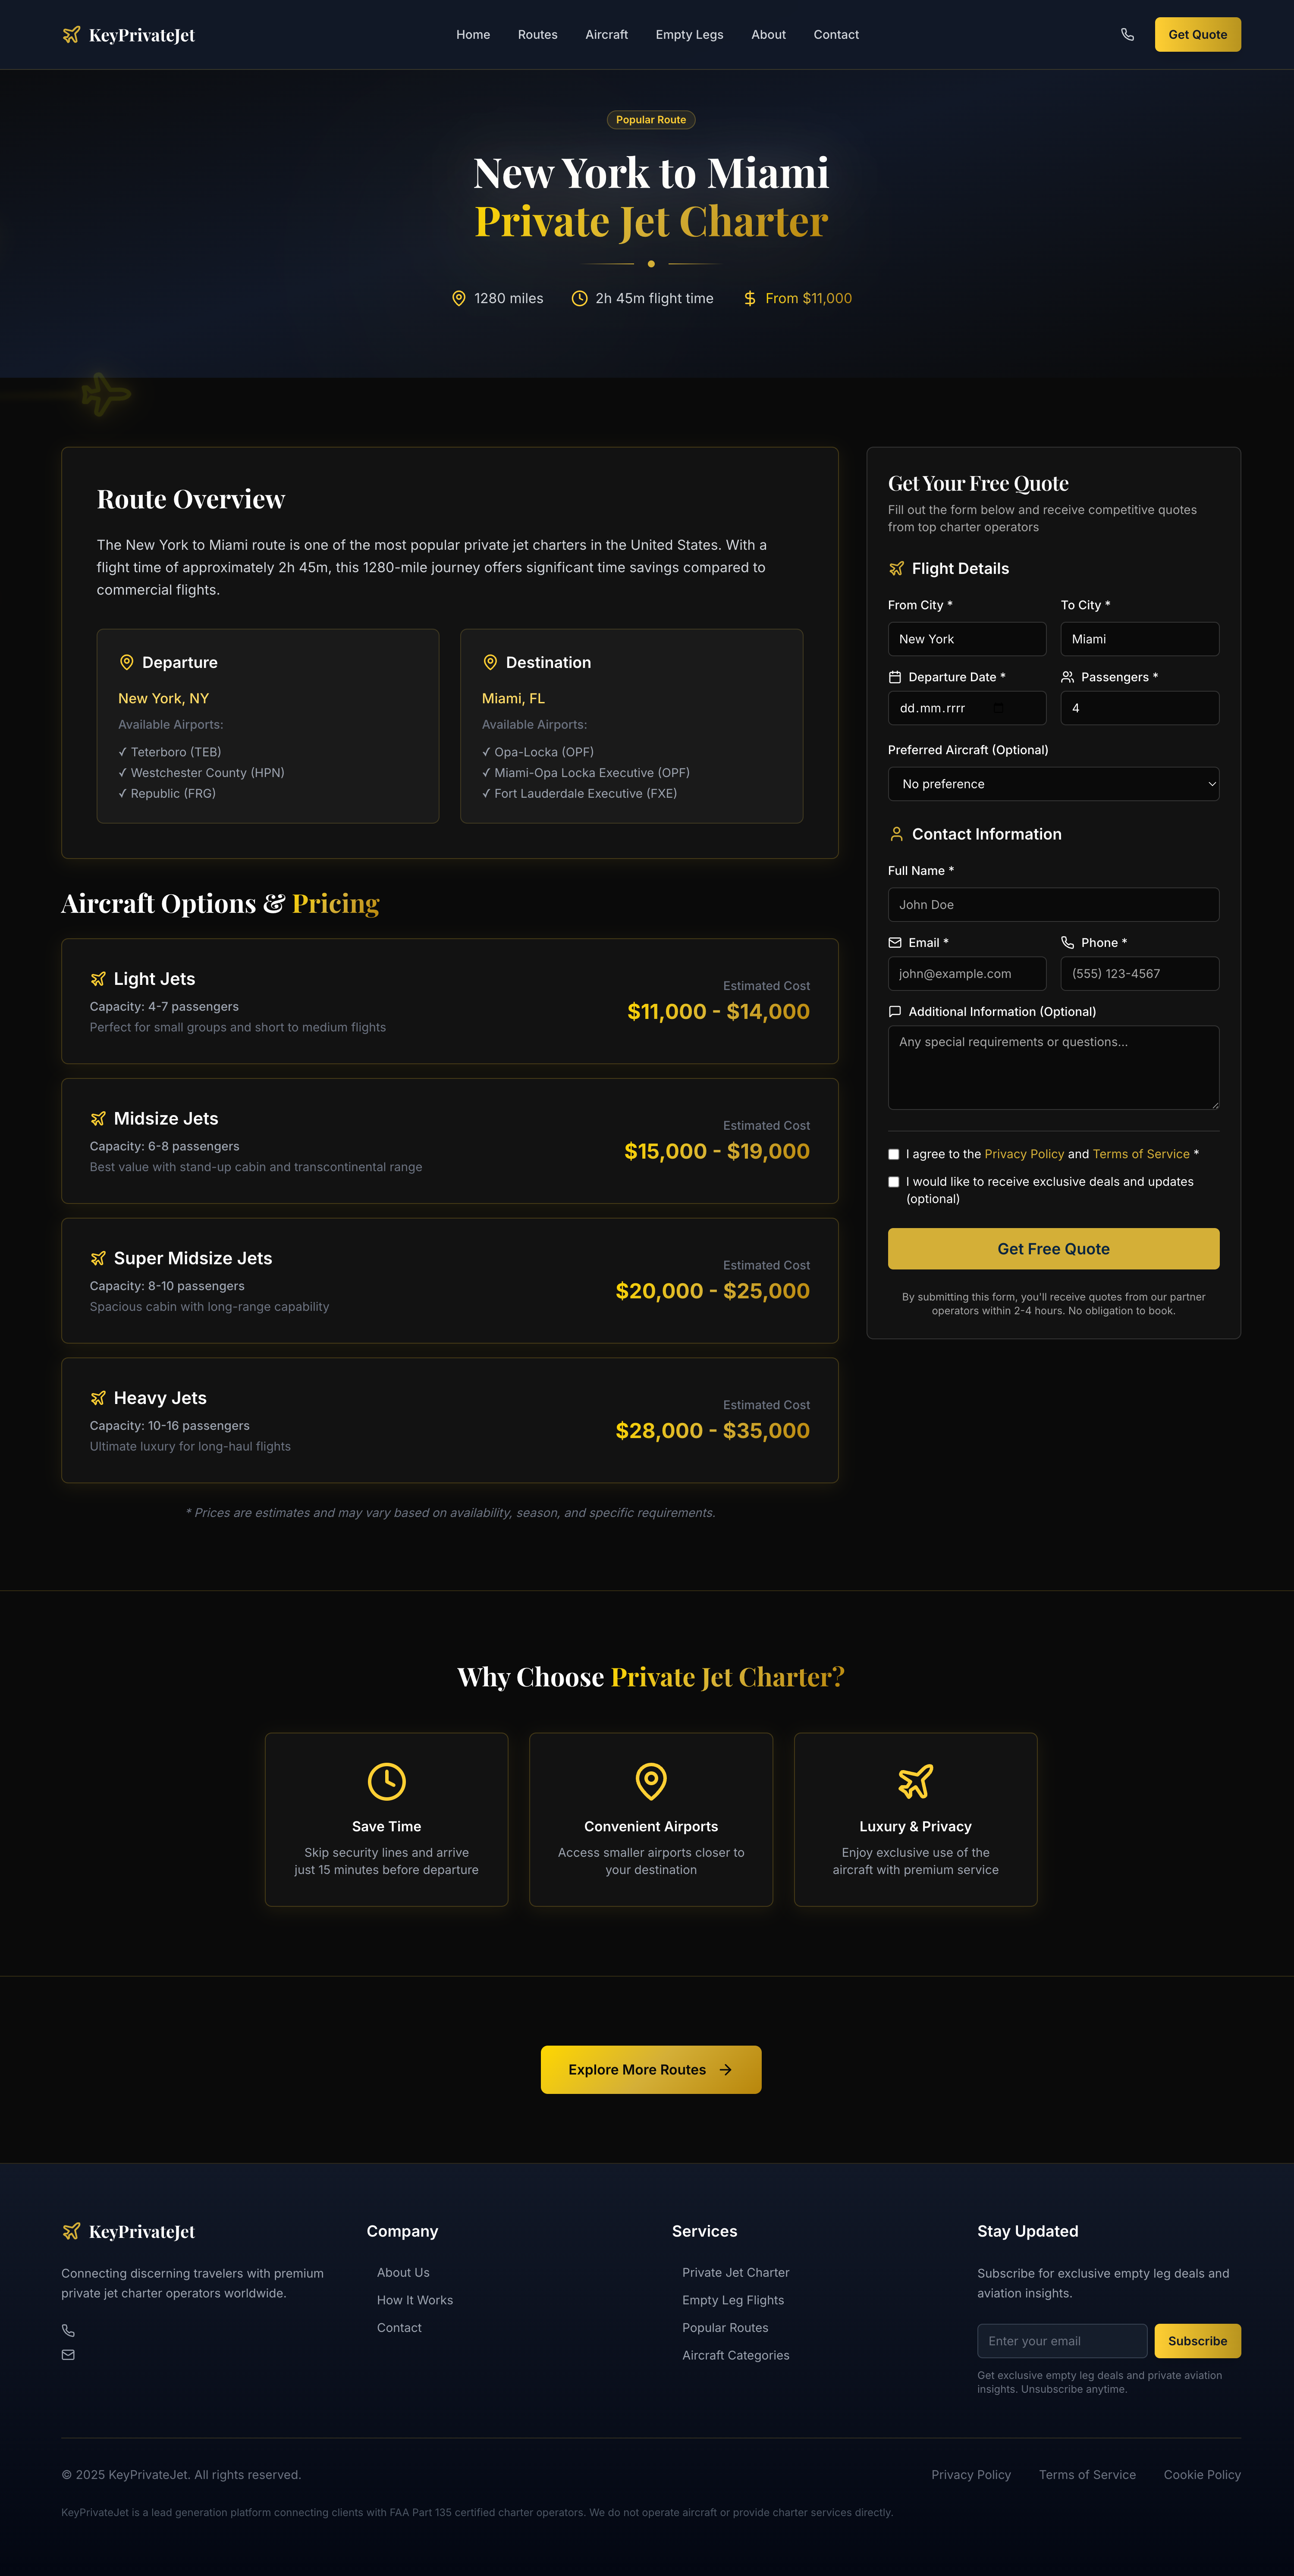 KeyPrivateJet
Home
Routes
Aircraft
Empty Legs
About
Contact
Get Quote
Popular Route
New York to Miami
Private Jet Charter
1280 miles
2h 45m flight time
From $11,000
Route Overview
The New York to Miami route is one of the most popular private jet charters in the United States. With a
flight time of approximately 2h 45m, this 1280-mile journey offers significant time savings compared to
commercial flights.
Departure
New York, NY
Available Airports:
✓ Teterboro (TEB)
✓ Westchester County (HPN)
✓ Republic (FRG)
Destination
Miami, FL
Available Airports:
✓ Opa-Locka (OPF)
✓ Miami-Opa Locka Executive (OPF)
✓ Fort Lauderdale Executive (FXE)
Aircraft Options & Pricing
Light Jets
Capacity: 4-7 passengers
Perfect for small groups and short to medium flights
Estimated Cost
$11,000 - $14,000
Midsize Jets
Capacity: 6-8 passengers
Best value with stand-up cabin and transcontinental range
Estimated Cost
$15,000 - $19,000
Super Midsize Jets
Capacity: 8-10 passengers
Spacious cabin with long-range capability
Estimated Cost
$20,000 - $25,000
Heavy Jets
Capacity: 10-16 passengers
Ultimate luxury for long-haul flights
Estimated Cost
$28,000 - $35,000
* Prices are estimates and may vary based on availability, season, and specific requirements.
Get Your Free Quote
Fill out the form below and receive competitive quotes
from top charter operators
Flight Details
From City *
To City *
New York
Miami
Departure Date *
Passengers *
dd.mm.rrrr
4
Preferred Aircraft (Optional)
No preference
Contact Information
Full Name *
John Doe
Email *
Phone *
john@example.com
(555) 123-4567
Additional Information (Optional)
Any special requirements or questions...
I agree to the Privacy Policy and Terms of Service *
I would like to receive exclusive deals and updates
(optional)
Get Free Quote
By submitting this form, you'll receive quotes from our partner
operators within 2-4 hours. No obligation to book.
Why Choose Private Jet Charter?
Save Time
Skip security lines and arrive
just 15 minutes before departure
Convenient Airports
Access smaller airports closer to
your destination
Luxury & Privacy
Enjoy exclusive use of the
aircraft with premium service
Explore More Routes
KeyPrivateJet
Connecting discerning travelers with premium
private jet charter operators worldwide.
Company
About Us
How It Works
Contact
Services
Private Jet Charter
Empty Leg Flights
Popular Routes
Aircraft Categories
Stay Updated
Subscribe for exclusive empty leg deals and
aviation insights.
Enter your email
Subscribe
Get exclusive empty leg deals and private aviation
insights. Unsubscribe anytime.
© 2025 KeyPrivateJet. All rights reserved.
Privacy Policy
Terms of Service
Cookie Policy
KeyPrivateJet is a lead generation platform connecting clients with FAA Part 135 certified charter operators. We do not operate aircraft or provide charter services directly.